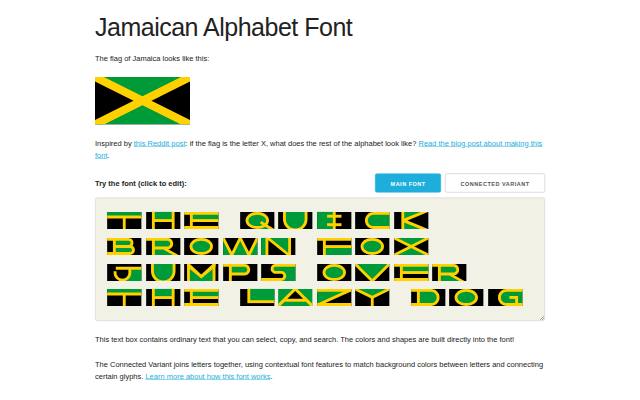 Jamaican Alphabet Font
The flag of Jamaica looks like this:
Inspired by this Reddit post: if the flag is the letter X, what does the rest of the alphabet look like? Read the blog post about making this
font.
Try the font (click to edit):
MAIN FONT
CONNECTED VARIANT
THE QUICK
BROWN FOX
JUMPS OVER
THE LAZY DOG
This text box contains ordinary text that you can select, copy, and search. The colors and shapes are built directly into the font!
The Connected Variant joins letters together, using contextual font features to match background colors between letters and connecting
certain glyphs. Learn more about how this font works.